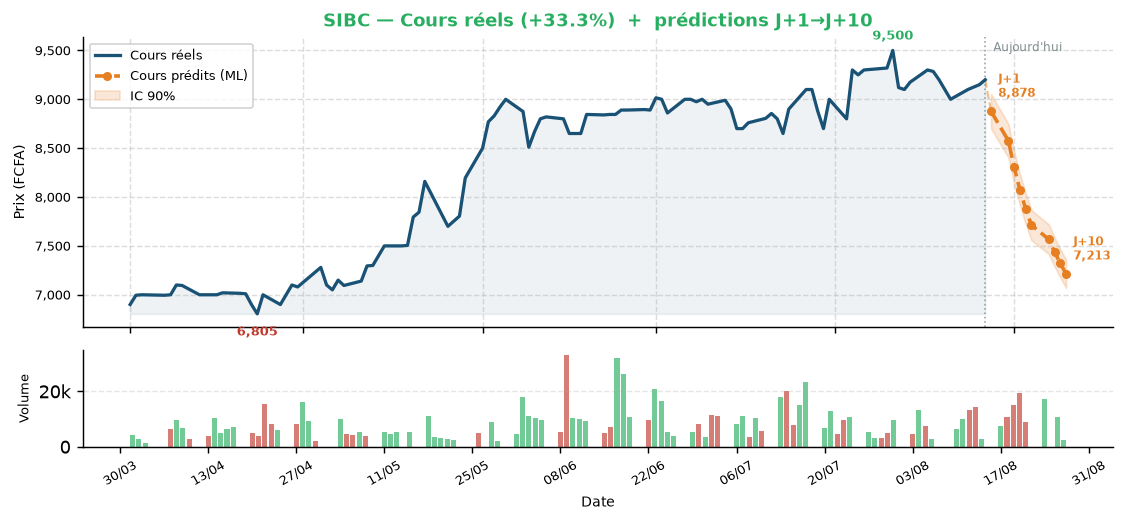 SIBC — Cours réels (+33.3%)  +  prédictions J+1→J+10
9,500
Aujourd'hui
Cours réels
Cours prédits (ML)
IC 90%
J+1
8,878
J+10
7,213
6,805
Prix (FCFA)
9,500
9,000
8,500
8,000
7,500
7,000
Volume
20k
0
30/03
13/04
27/04
11/05
25/05
08/06
22/06
06/07
20/07
03/08
17/08
31/08
Date